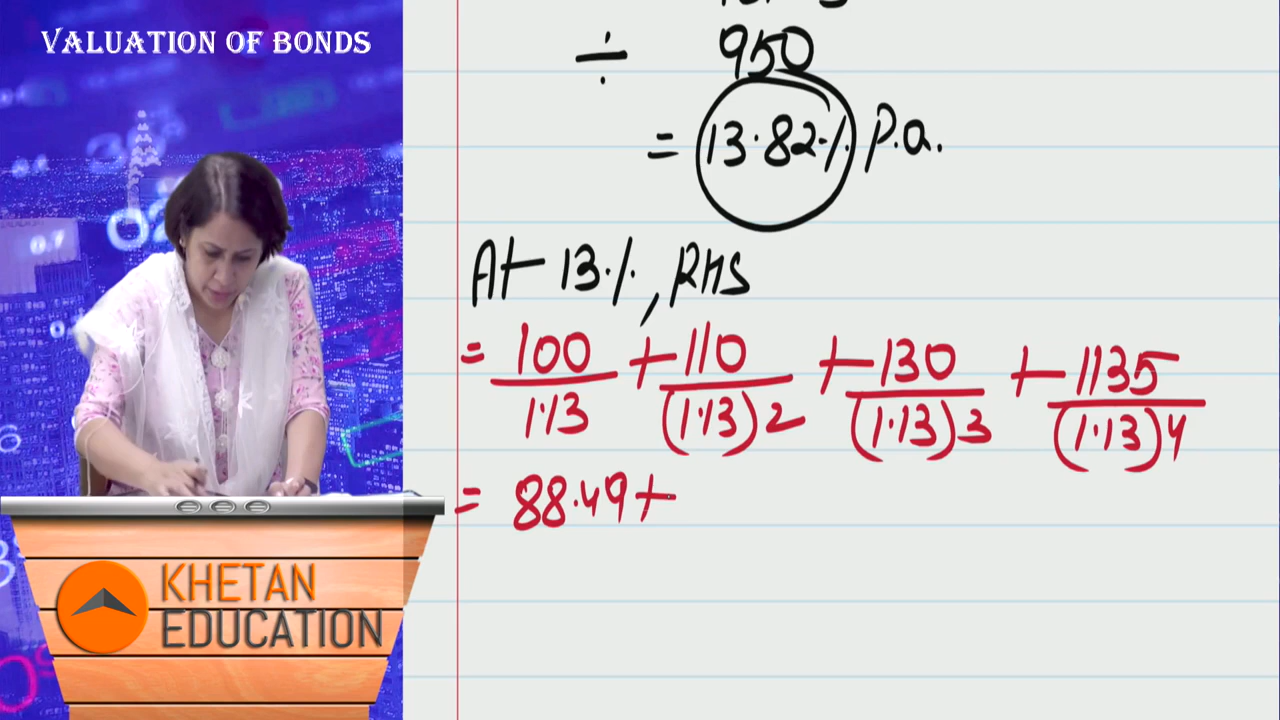 VALUATION OF BONDS
÷ 950
= 13.82% p.a.
At 13%, RHS
= 100/1.13 + 110/(1.13)2 + 130/(1.13)3 + 1135/(1.13)4
= 88.49 +
KHETAN
EDUCATION